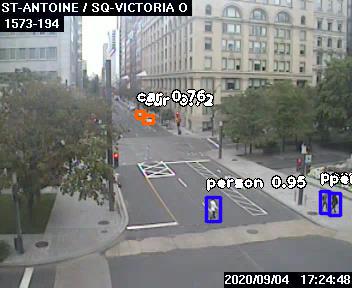 ST-ANTOINE / SQ-VICTORIA O
1573-194
car 0.76
person 0.95
2020/09/04 17:24:48